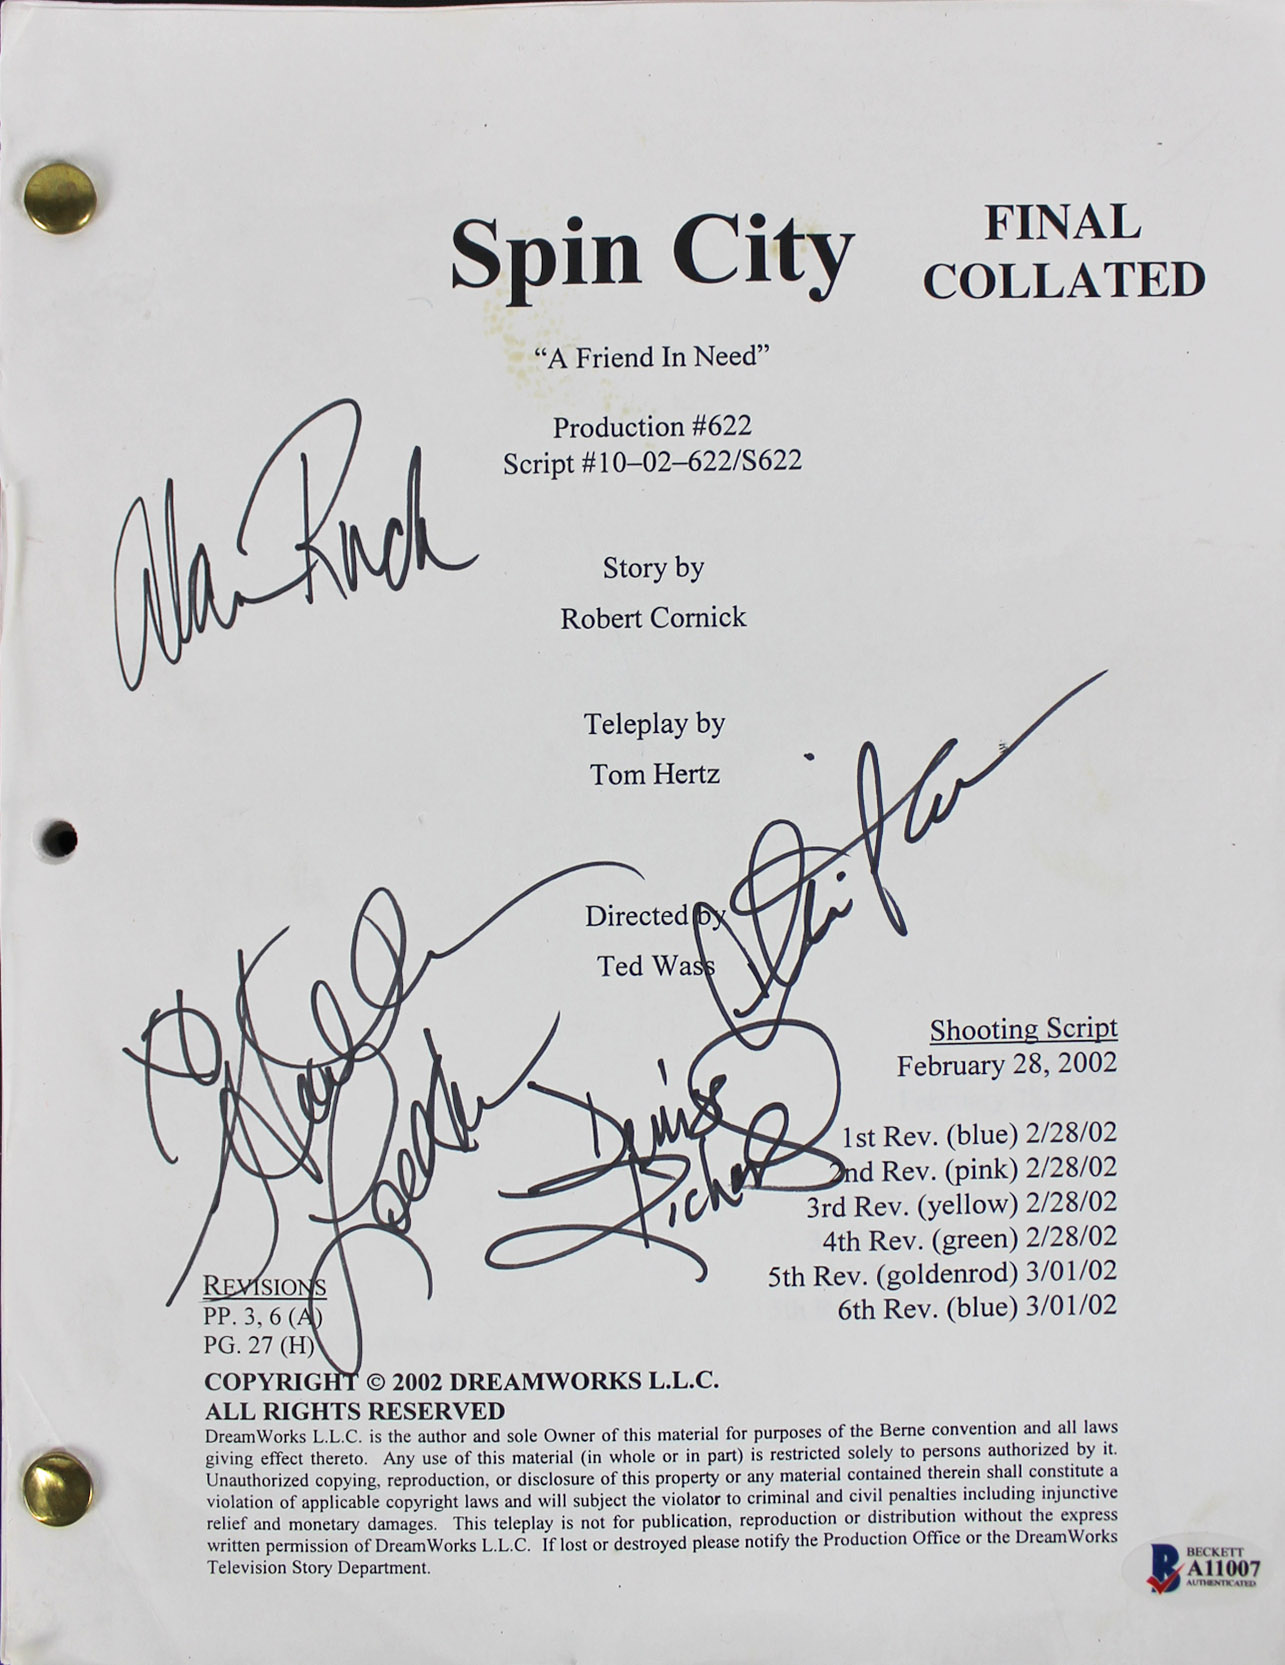 Spin City
FINAL
COLLATED
“A Friend In Need”
Production #622
Script #10–02–622/S622
Alan Ruck
Story by
Robert Cornick
Teleplay by
Tom Hertz
Directed by
Ted Wass
Heather
Locklear
Denise
Richards
Shooting Script
February 28, 2002
1st Rev. (blue) 2/28/02
2nd Rev. (pink) 2/28/02
3rd Rev. (yellow) 2/28/02
4th Rev. (green) 2/28/02
5th Rev. (goldenrod) 3/01/02
6th Rev. (blue) 3/01/02
REVISIONS
PP. 3, 6 (A)
PG. 27 (H)
COPYRIGHT © 2002 DREAMWORKS L.L.C.
ALL RIGHTS RESERVED
DreamWorks L.L.C. is the author and sole Owner of this material for purposes of the Berne convention and all laws
giving effect thereto. Any use of this material (in whole or in part) is restricted solely to persons authorized by it.
Unauthorized copying, reproduction, or disclosure of this property or any material contained therein shall constitute a
violation of applicable copyright laws and will subject the violator to criminal and civil penalties including injunctive
relief and monetary damages. This teleplay is not for publication, reproduction or distribution without the express
written permission of DreamWorks L.L.C. If lost or destroyed please notify the Production Office or the DreamWorks
Television Story Department.
BECKETT
A11007
AUTHENTICATED